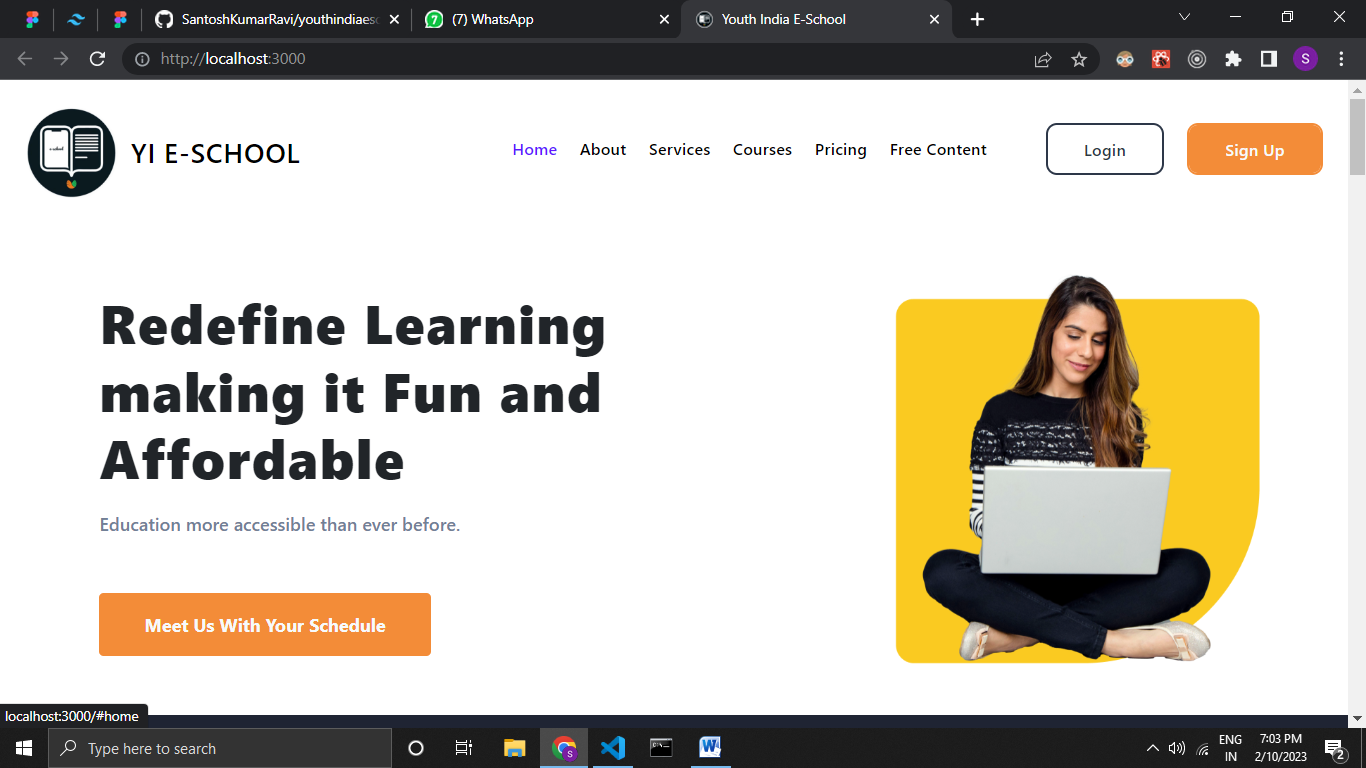 SantoshKumarRavi/youthindiaesc
(7) WhatsApp
Youth India E-School
http://localhost:3000
S
YI E-SCHOOL
Home About Services Courses Pricing Free Content
Login
Sign Up
Redefine Learning
making it Fun and
Affordable
Education more accessible than ever before.
Meet Us With Your Schedule
localhost:3000/#home
Type here to search
ENG
IN
7:03 PM
2/10/2023
2